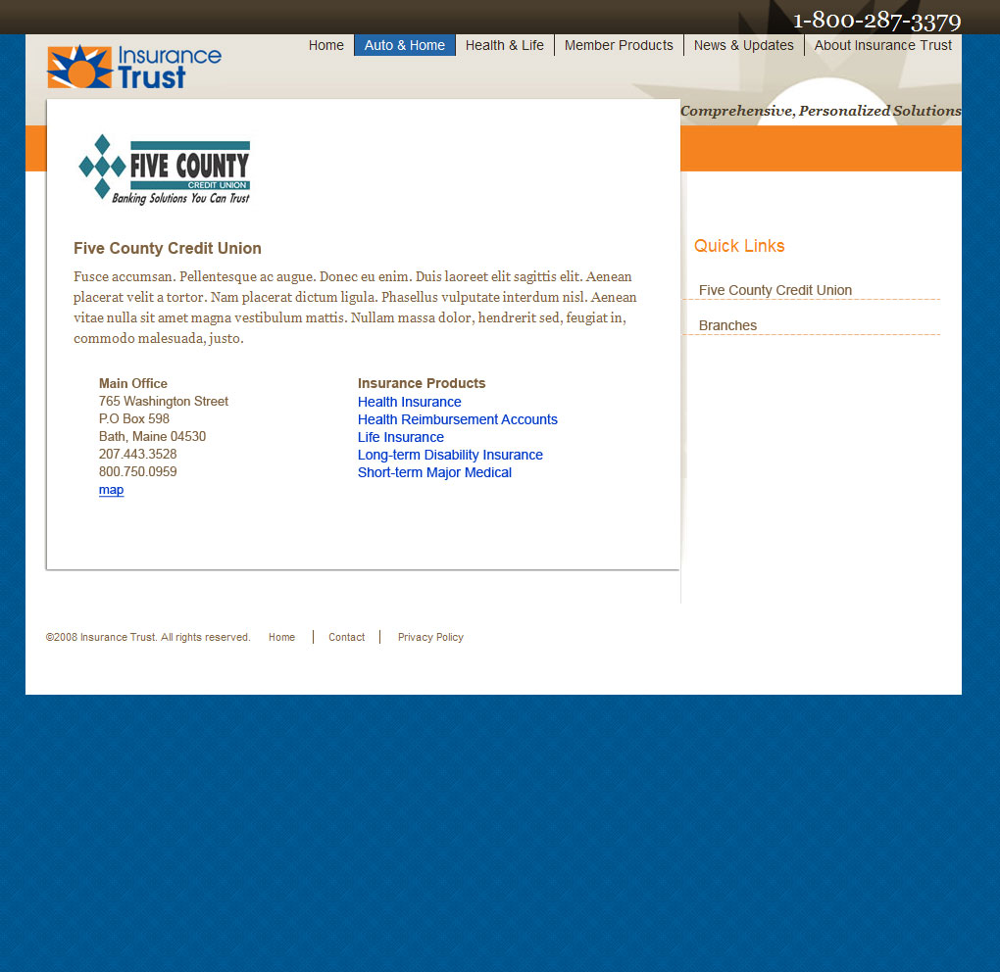 1-800-287-3379
Insurance
Trust
Home Auto & Home Health & Life Member Products News & Updates About Insurance Trust
Comprehensive, Personalized Solutions
FIVE COUNTY
CREDIT UNION
Banking Solutions You Can Trust
Five County Credit Union
Fusce accumsan. Pellentesque ac augue. Donec eu enim. Duis laoreet elit sagittis elit. Aenean
placerat velit a tortor. Nam placerat dictum ligula. Phasellus vulputate interdum nisl. Aenean
vitae nulla sit amet magna vestibulum mattis. Nullam massa dolor, hendrerit sed, feugiat in,
commodo malesuada, justo.
Main Office
765 Washington Street
P.O Box 598
Bath, Maine 04530
207.443.3528
800.750.0959
map
Insurance Products
Health Insurance
Health Reimbursement Accounts
Life Insurance
Long-term Disability Insurance
Short-term Major Medical
Quick Links
Five County Credit Union
Branches
©2008 Insurance Trust. All rights reserved. Home Contact Privacy Policy